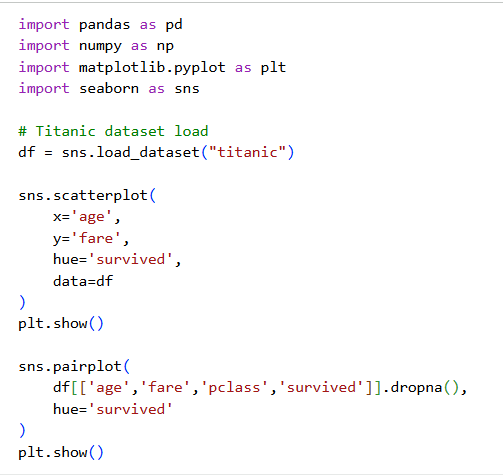 import pandas as pd
import numpy as np
import matplotlib.pyplot as plt
import seaborn as sns

# Titanic dataset load
df = sns.load_dataset("titanic")

sns.scatterplot(
    x='age',
    y='fare',
    hue='survived',
    data=df
)
plt.show()

sns.pairplot(
    df[['age','fare','pclass','survived']].dropna(),
    hue='survived'
)
plt.show()